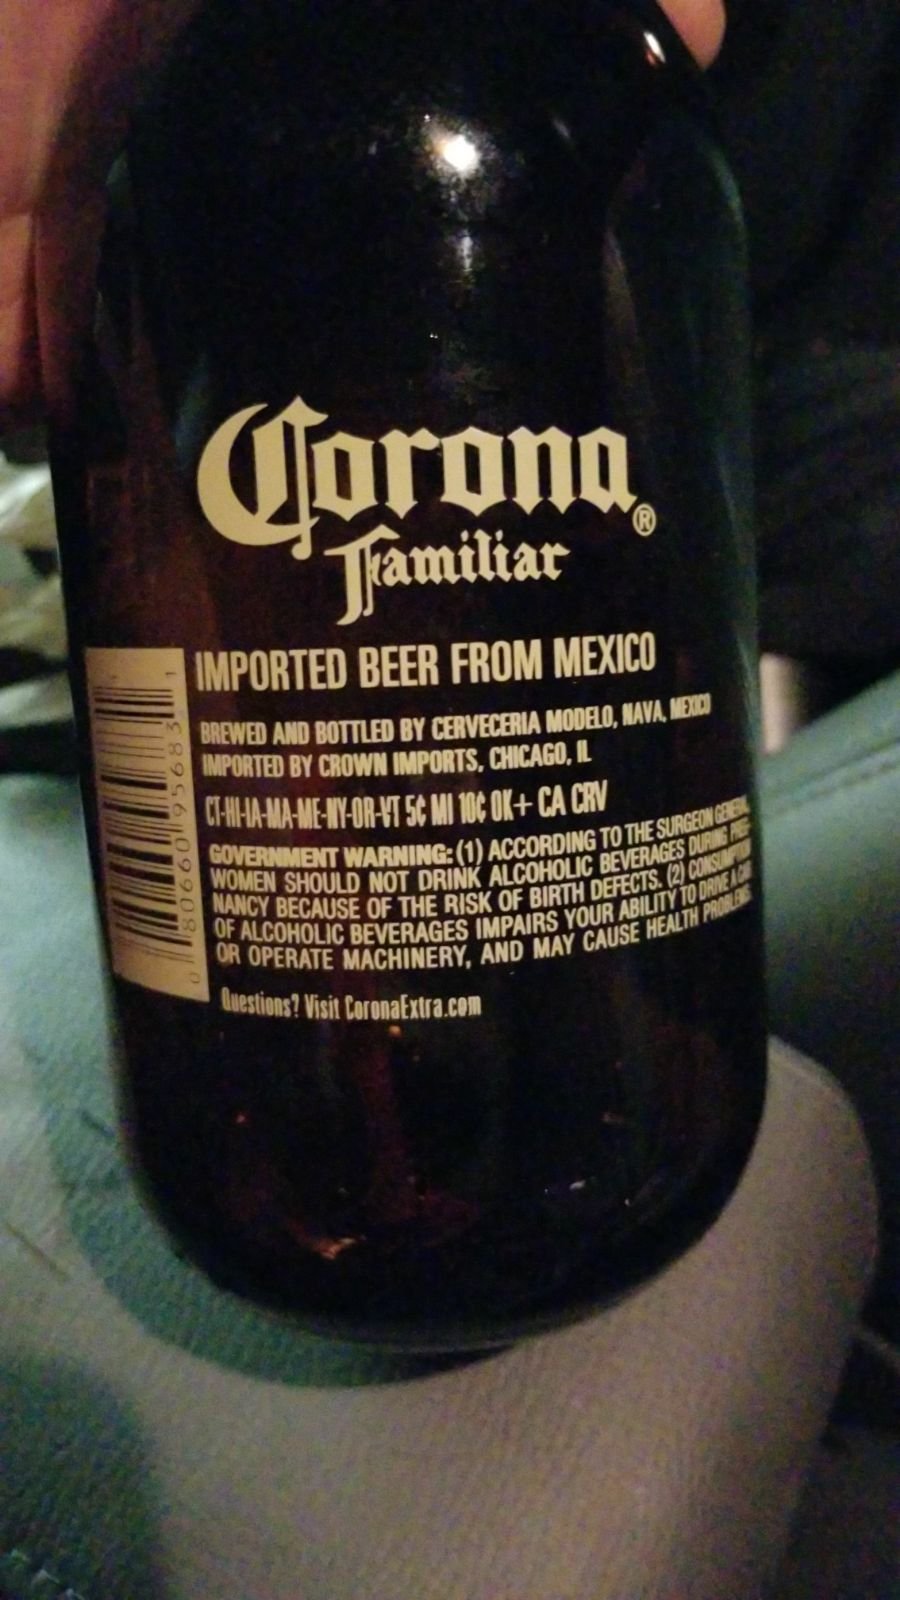 Corona®
Familiar
IMPORTED BEER FROM MEXICO
BREWED AND BOTTLED BY CERVECERIA MODELO, NAVA, MEXICO
IMPORTED BY CROWN IMPORTS, CHICAGO, IL
CT-HI-IA-MA-ME-NY-OR-VT 5¢ MI 10¢ OK+ CA CRV
GOVERNMENT WARNING: (1) ACCORDING TO THE SURGEON GENERAL,
WOMEN SHOULD NOT DRINK ALCOHOLIC BEVERAGES DURING PREG-
NANCY BECAUSE OF THE RISK OF BIRTH DEFECTS. (2) CONSUMPTION
OF ALCOHOLIC BEVERAGES IMPAIRS YOUR ABILITY TO DRIVE A CAR
OR OPERATE MACHINERY, AND MAY CAUSE HEALTH PROBLEMS.
Questions? Visit CoronaExtra.com
0 80660 95683 1